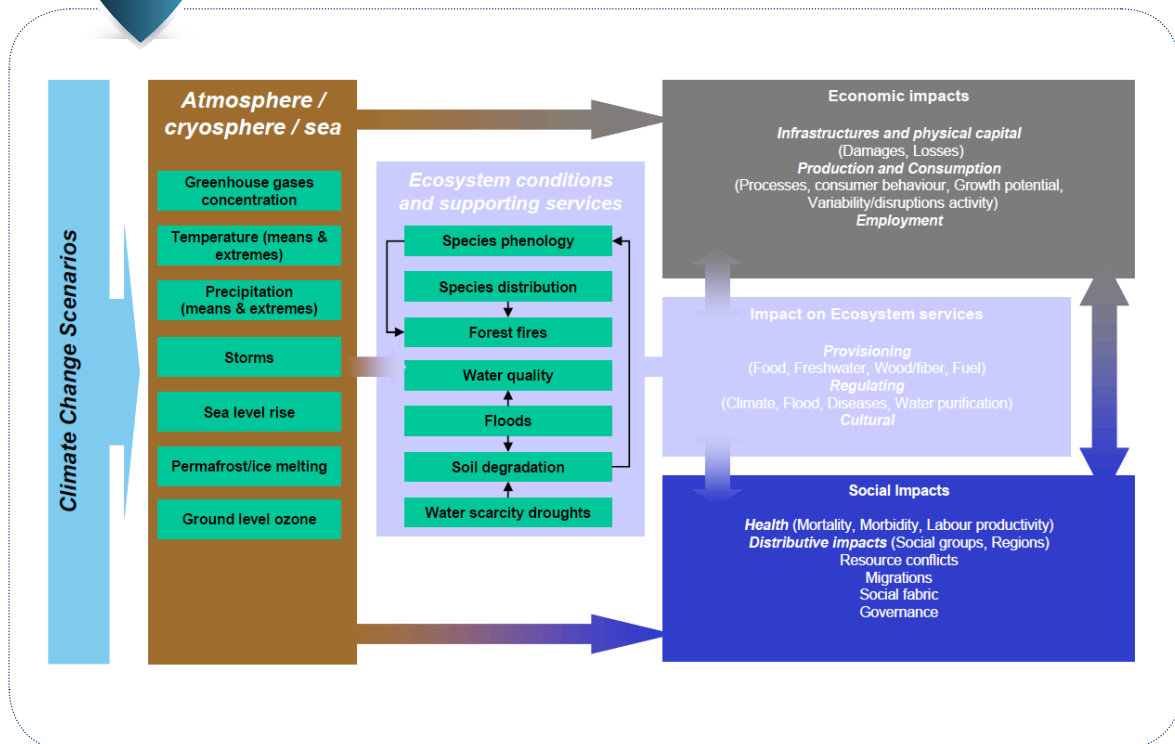 Climate Change Scenarios
Atmosphere /
cryosphere / sea
Greenhouse gases
concentration
Temperature (means &
extremes)
Precipitation
(means & extremes)
Storms
Sea level rise
Permafrost/ice melting
Ground level ozone
Ecosystem conditions
and supporting services
Species phenology
Species distribution
Forest fires
Water quality
Floods
Soil degradation
Water scarcity droughts
Economic impacts
Infrastructures and physical capital
(Damages, Losses)
Production and Consumption
(Processes, consumer behaviour, Growth potential,
Variability/disruptions activity)
Employment
Impact on Ecosystem services
Provisioning
(Food, Freshwater, Wood/fiber, Fuel)
Regulating
(Climate, Flood, Diseases, Water purification)
Cultural
Social Impacts
Health (Mortality, Morbidity, Labour productivity)
Distributive impacts (Social groups, Regions)
Resource conflicts
Migrations
Social fabric
Governance